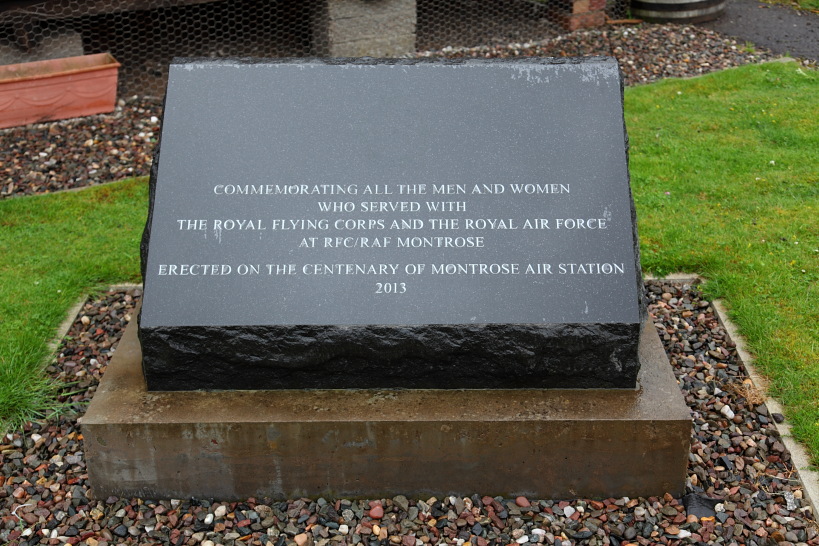 COMMEMORATING ALL THE MEN AND WOMEN
WHO SERVED WITH
THE ROYAL FLYING CORPS AND THE ROYAL AIR FORCE
AT RFC/RAF MONTROSE
ERECTED ON THE CENTENARY OF MONTROSE AIR STATION
2013